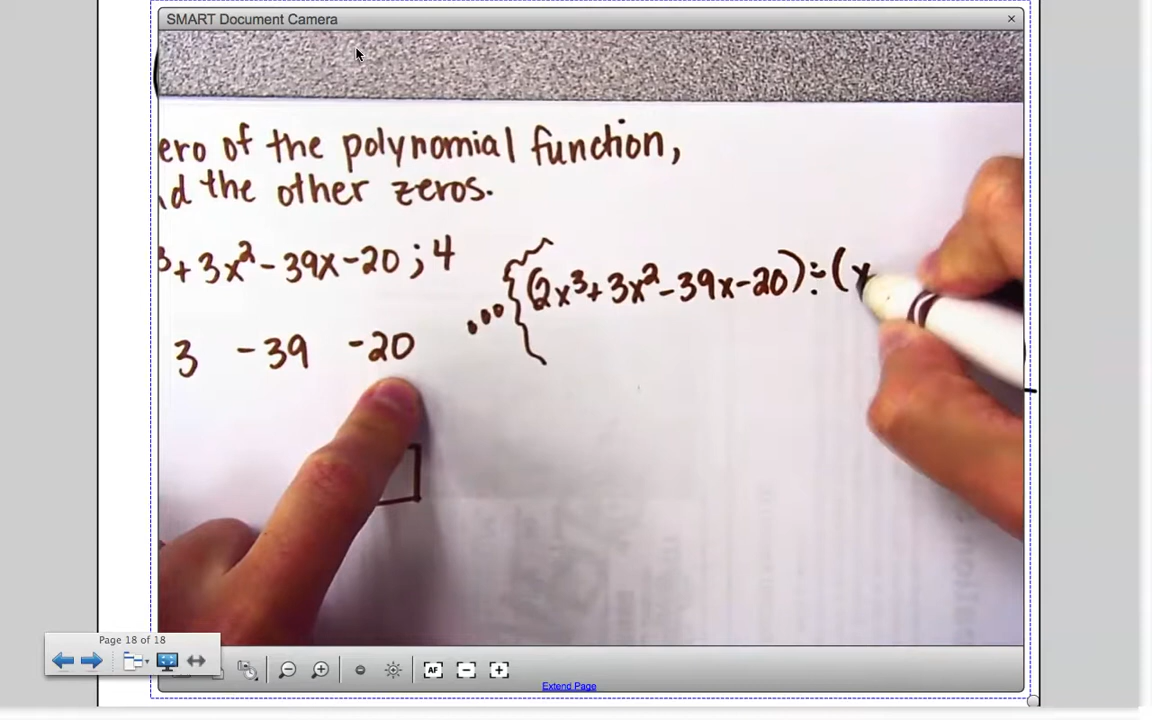 SMART Document Camera
ero of the polynomial function,
d the other zeros.
³+3x²-39x-20;4
{(2x³+3x²-39x-20)÷(x
3 -39 -20
Page 18 of 18
AF
Extend Page